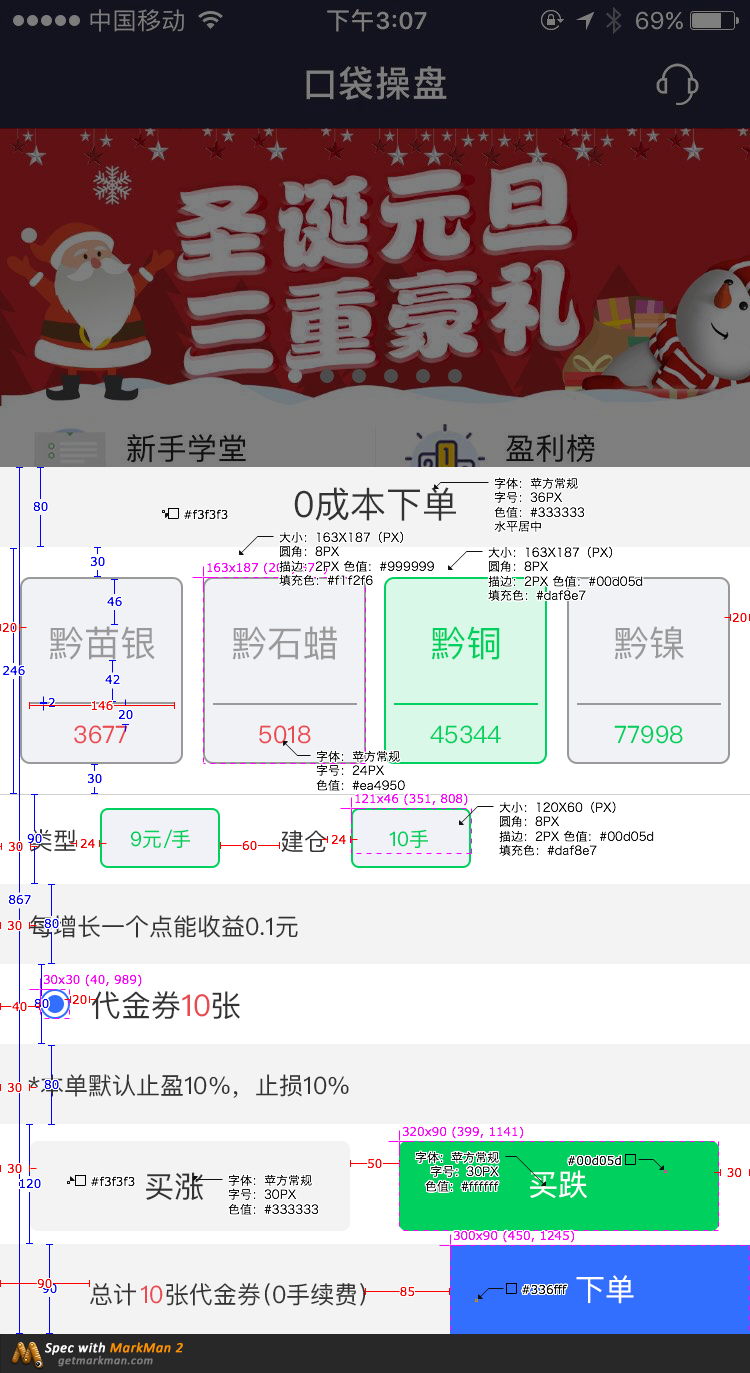 中国移动 下午3:07 69%
口袋操盘
圣诞元旦
三重豪礼
新手学堂 盈利榜
80 0成本下单 字体：苹方常规
字号：36PX
#f3f3f3 色值：#333333
水平居中
大小：163X187（PX）
圆角：8PX
描边：2PX 色值：#999999
填充色：#f1f2f6
大小：163X187（PX）
圆角：8PX
描边：2PX 色值：#00d05d
填充色：#daf8e7
30 163x187
46
20 20
黔苗银 黔石蜡 黔铜 黔镍
246 42
2 146
20
3677 5018 45344 77998
30
字体：苹方常规
字号：24PX
色值：#ea4950
121x46 (351, 808)
大小：120X60（PX）
圆角：8PX
描边：2PX 色值：#00d05d
填充色：#daf8e7
30 90 类型 24 9元/手 60 建仓 24 10手
867
30 80 每增长一个点能收益0.1元
30x30 (40, 989)
40 80 20 代金券10张
30 80 *本单默认止盈10%，止损10%
320x90 (399, 1141)
30 120 #f3f3f3 买涨 字体：苹方常规
字号：30PX
色值：#333333
50 字体：苹方常规
字号：30PX
色值：#ffffff
买跌 #00d05d 30
300x90 (450, 1245)
90 90 总计10张代金券(0手续费) 85 #336fff 下单
Spec with MarkMan 2
getmarkman.com